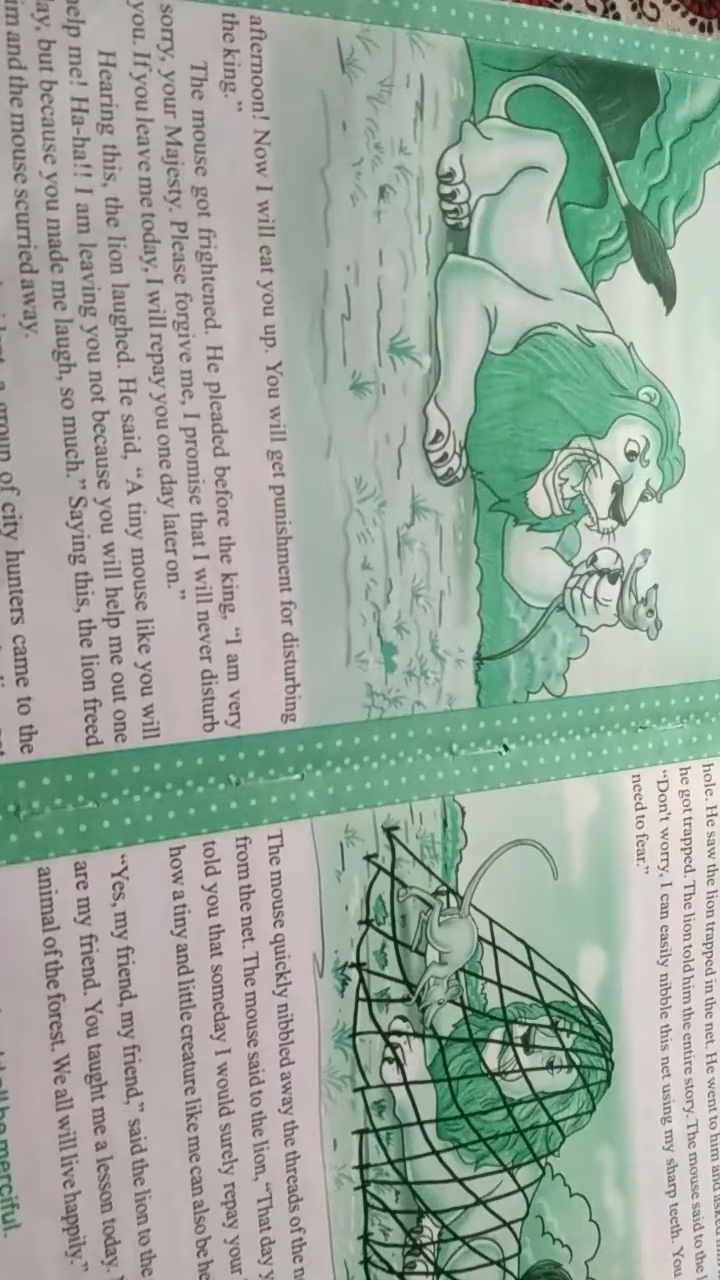 afternoon! Now I will eat you up. You will get punishment for disturbing
the king."
The mouse got frightened. He pleaded before the king, "I am very
sorry, your Majesty. Please forgive me, I promise that I will never disturb
you. If you leave me today, I will repay you one day later on."
Hearing this, the lion laughed. He said, "A tiny mouse like you will
help me! Ha-ha!! I am leaving you not because you will help me out one
day, but because you made me laugh, so much." Saying this, the lion freed
him and the mouse scurried away.
a group of city hunters came to the
hole. He saw the lion trapped in the net. He went to him and asked
he got trapped. The lion told him the entire story. The mouse said to the
"Don't worry, I can easily nibble this net using my sharp teeth. You
need to fear."
The mouse quickly nibbled away the threads of the
from the net. The mouse said to the lion, "That day
told you that someday I would surely repay your
how a tiny and little creature like me can also be
"Yes, my friend, my friend," said the lion to the
are my friend. You taught me a lesson today.
animal of the forest. We all will live happily."
be merciful.